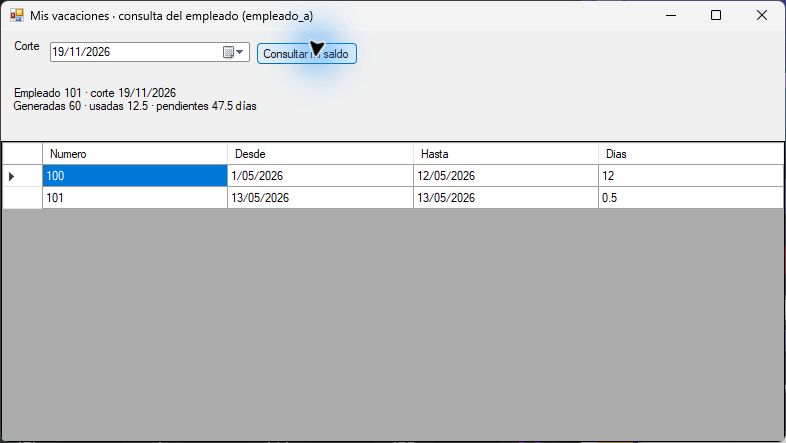 Mis vacaciones · consulta del empleado (empleado_a)
Corte 19/11/2026 Consultar mi saldo
Empleado 101 · corte 19/11/2026
Generadas 60 · usadas 12.5 · pendientes 47.5 días
Numero Desde Hasta Dias
100 1/05/2026 12/05/2026 12
101 13/05/2026 13/05/2026 0.5